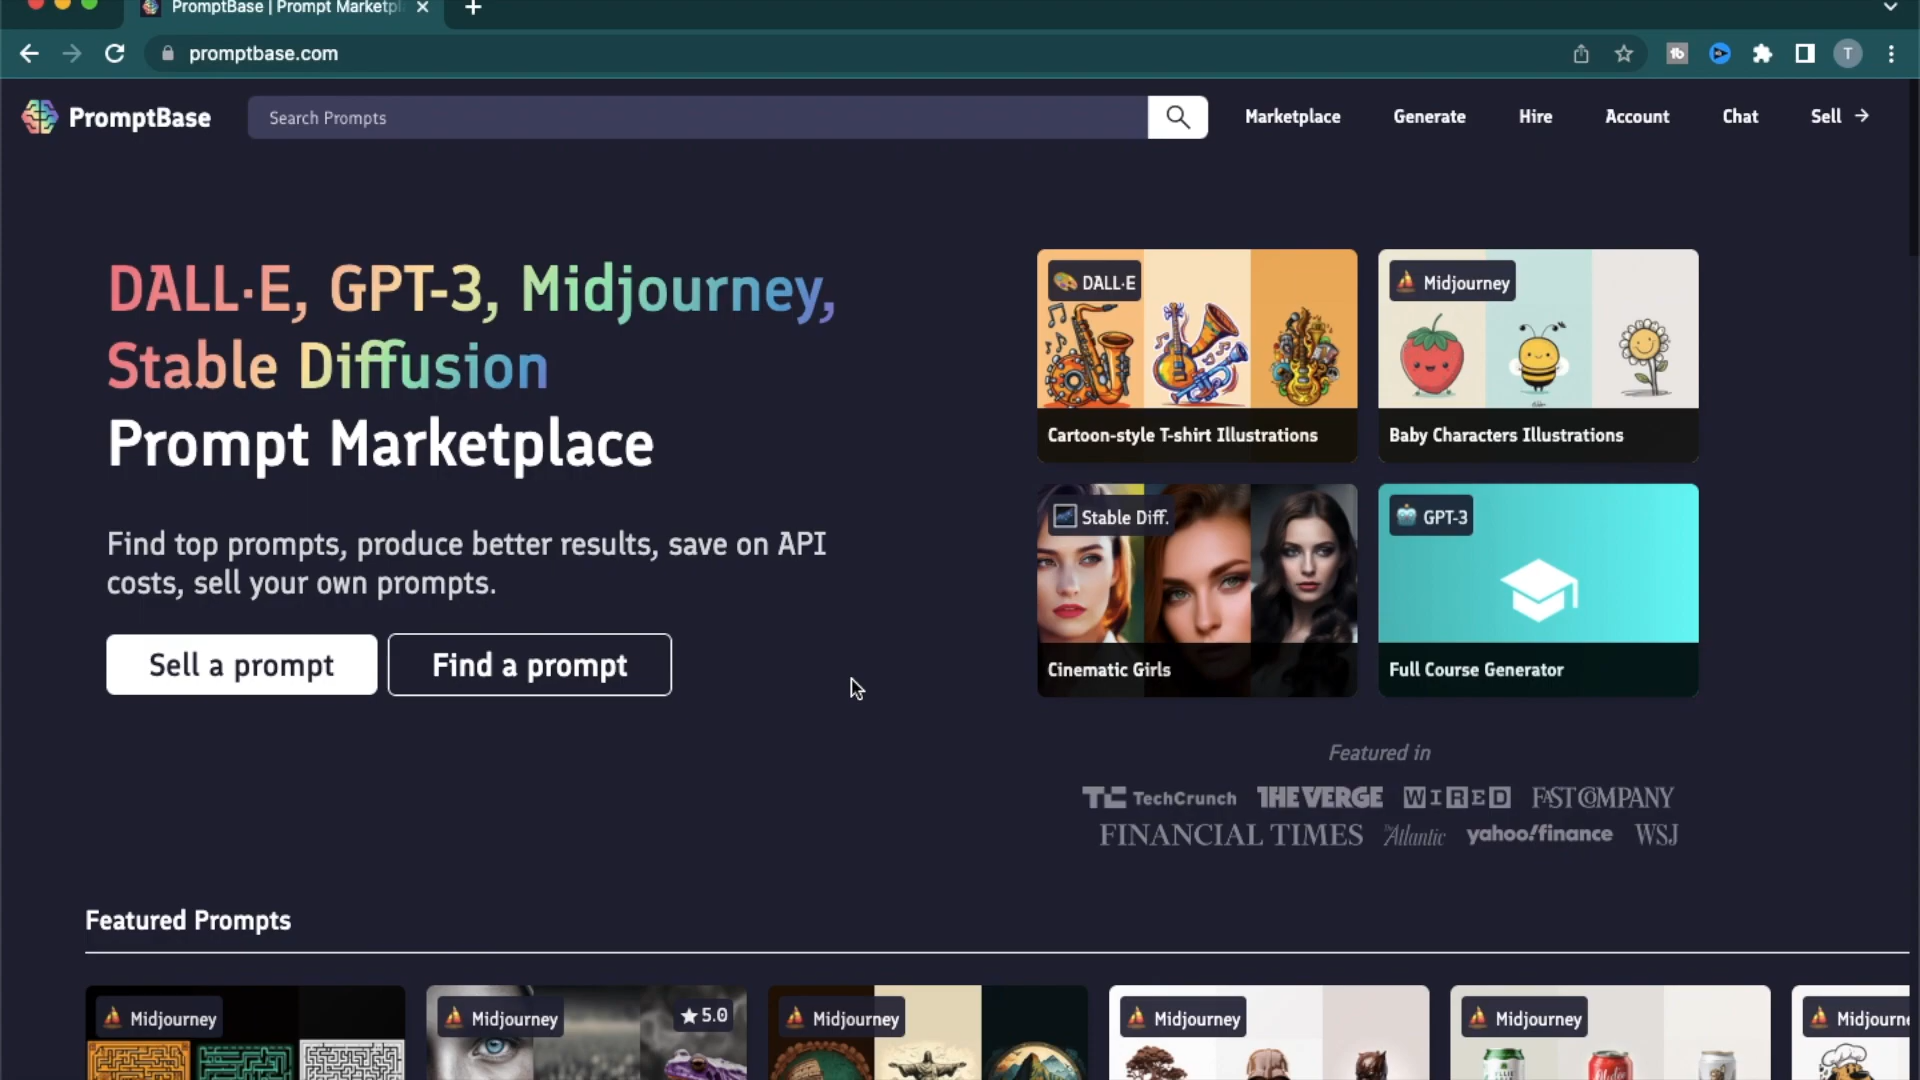 PromptBase | Prompt Marketpl
promptbase.com
T
PromptBase
Search Prompts
Marketplace
Generate
Hire
Account
Chat
Sell →
DALL·E, GPT-3, Midjourney,
Stable Diffusion
Prompt Marketplace
Find top prompts, produce better results, save on API
costs, sell your own prompts.
Sell a prompt
Find a prompt
DALL·E
Cartoon-style T-shirt Illustrations
Midjourney
Baby Characters Illustrations
Stable Diff.
Cinematic Girls
GPT-3
Full Course Generator
Featured in
TC TechCrunch THE VERGE WIRED FAST COMPANY
FINANCIAL TIMES The Atlantic yahoo!finance WSJ
Featured Prompts
Midjourney
Midjourney
★ 5.0
Midjourney
Midjourney
Midjourney
Midjourne